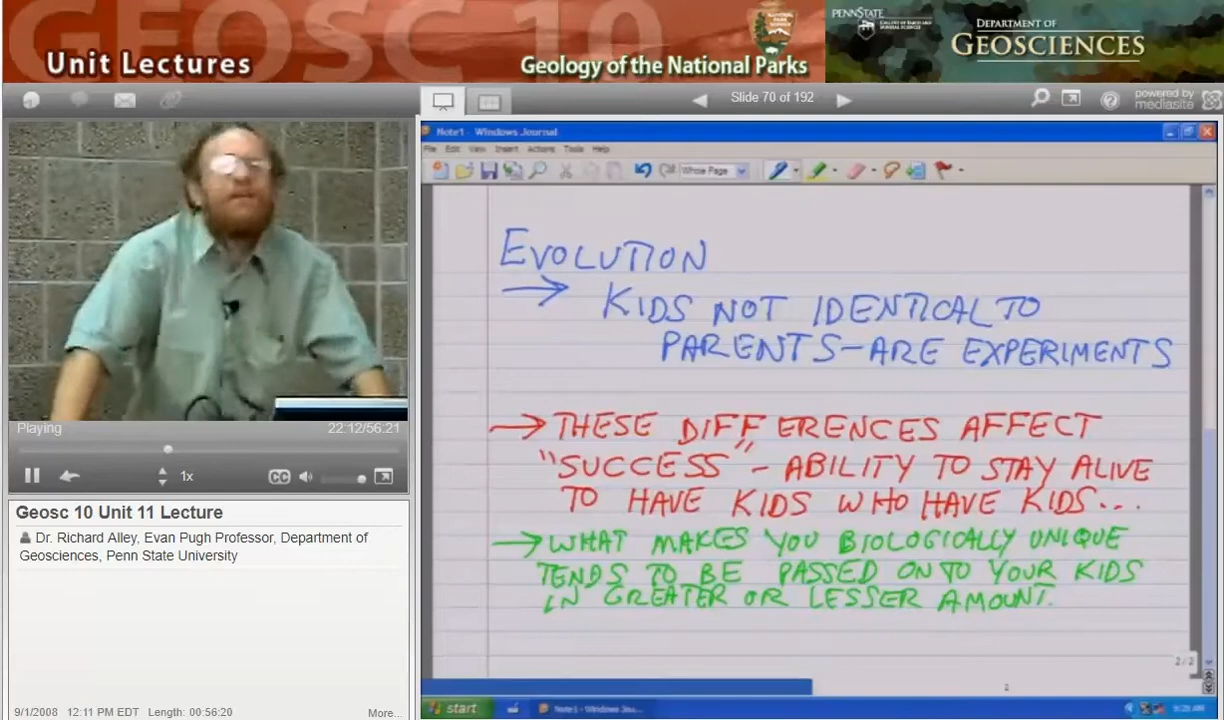 GEOSC 10
Unit Lectures
Geology of the National Parks
PENNSTATE
DEPARTMENT OF
GEOSCIENCES
Slide 70 of 192
powered by
mediasite
Note1 - Windows Journal
File Edit View Insert Actions Tools Help
Whole Page
EVOLUTION
→ KIDS NOT IDENTICAL TO
PARENTS-ARE EXPERIMENTS
→ THESE DIFFERENCES AFFECT
"SUCCESS" - ABILITY TO STAY ALIVE
TO HAVE KIDS WHO HAVE KIDS...
→ WHAT MAKES YOU BIOLOGICALLY UNIQUE
TENDS TO BE PASSED ON TO YOUR KIDS
IN GREATER OR LESSER AMOUNT.
2/2
Playing
22:12/56:21
1x
CC
Geosc 10 Unit 11 Lecture
Dr. Richard Alley, Evan Pugh Professor, Department of
Geosciences, Penn State University
9/1/2008 12:11 PM EDT Length: 00:56:20
More...
start
Note1 - Windows Jou...